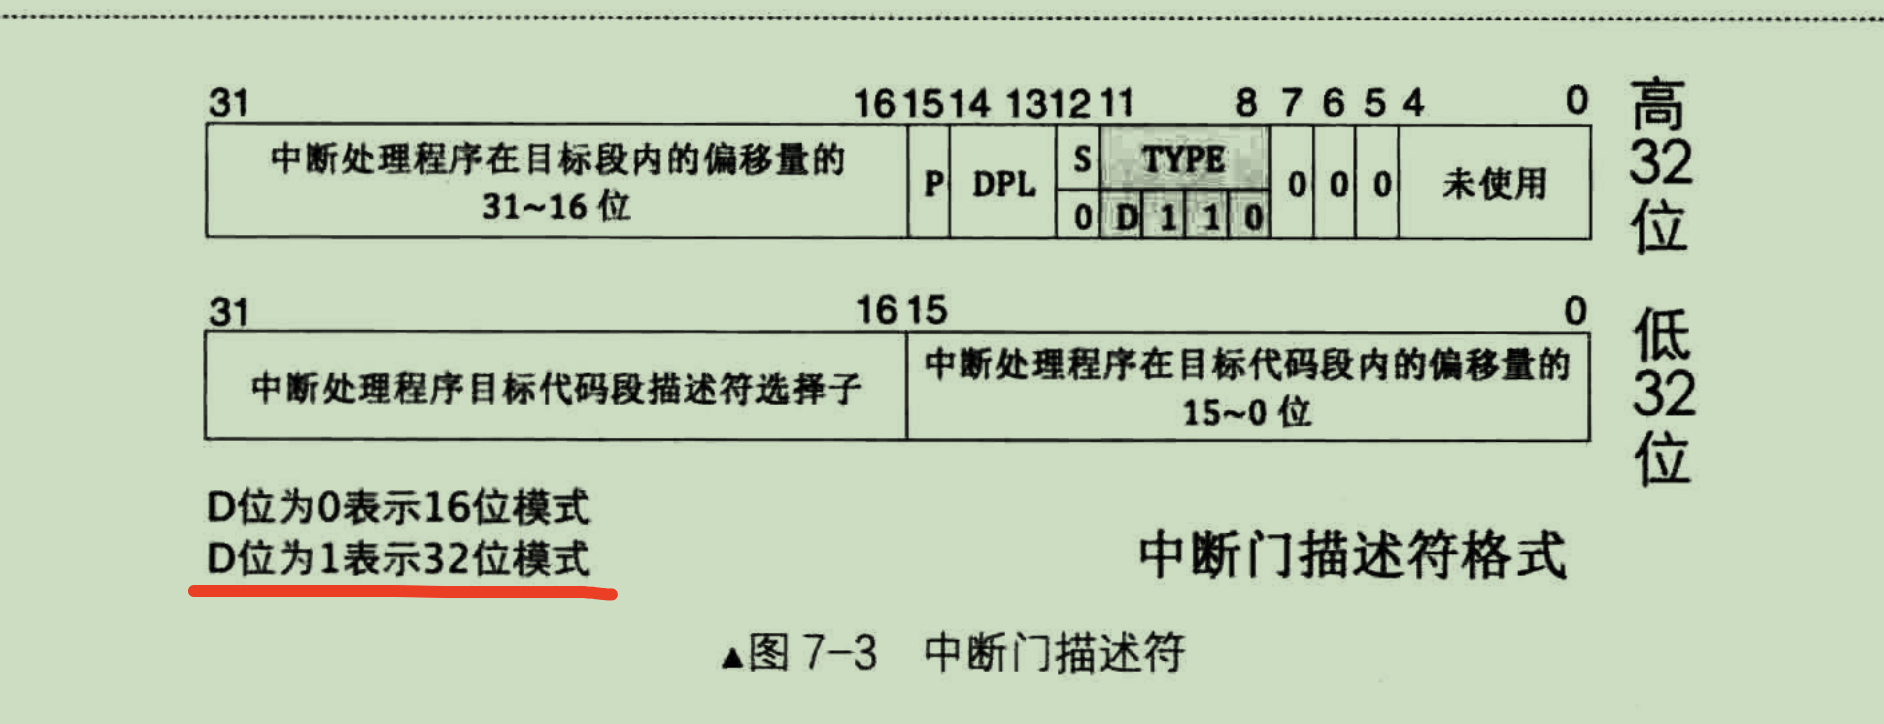 31 16 15 14 13 12 11 8 7 6 5 4 0
中断处理程序在目标段内的偏移量的
31~16 位
P DPL S TYPE 0 0 0 未使用
0 D 1 1 0
高32位
31 16 15 0
中断处理程序目标代码段描述符选择子
中断处理程序在目标代码段内的偏移量的
15~0 位
低32位
D位为0表示16位模式
D位为1表示32位模式
中断门描述符格式
▲图 7-3 中断门描述符